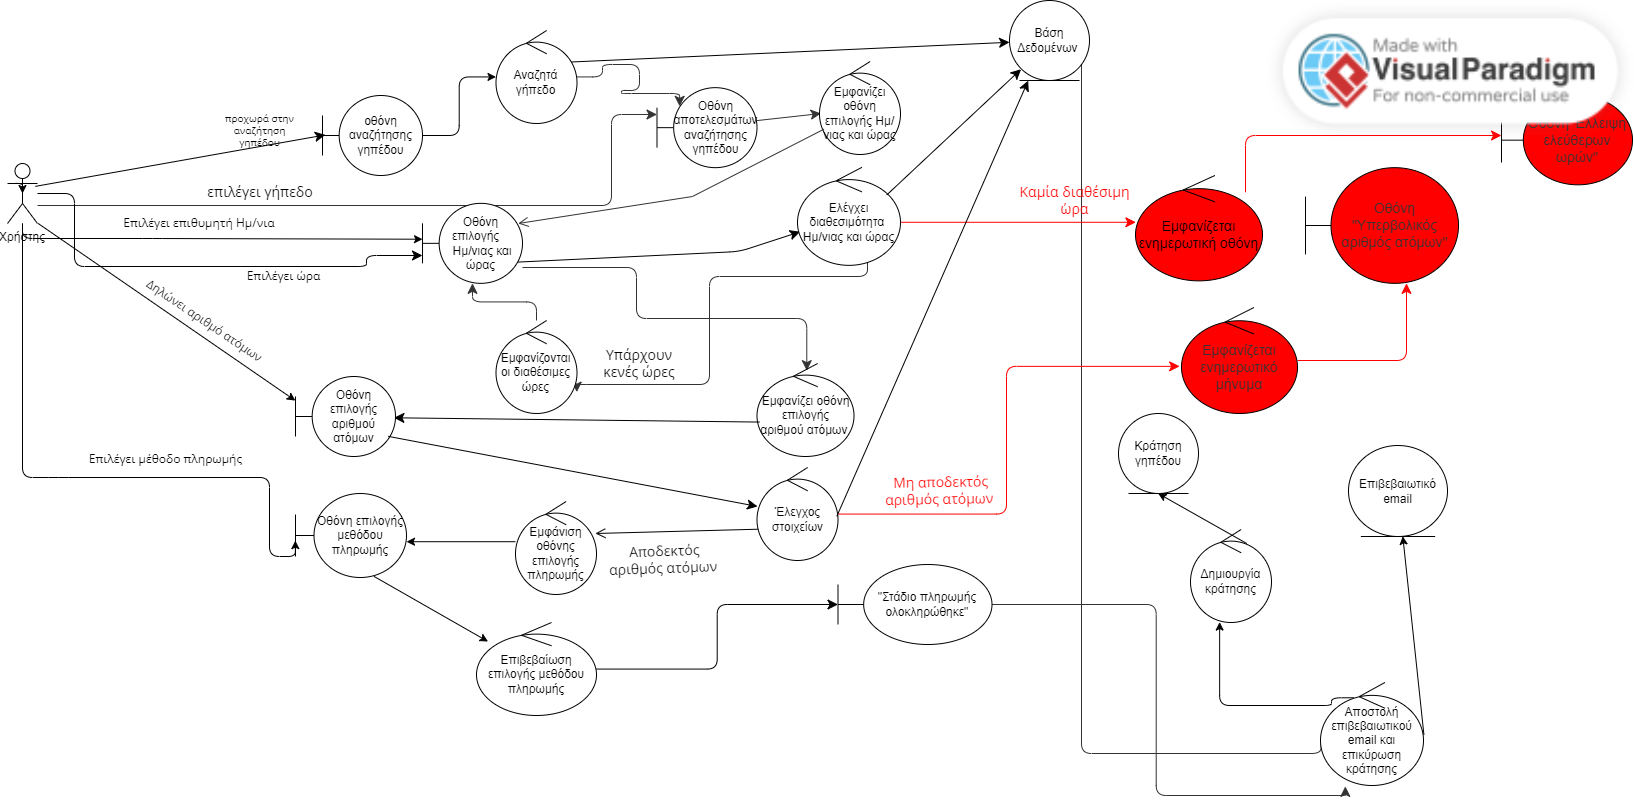 Βάση
Δεδομένων
Made with
Visual Paradigm
For non-commercial use
Αναζητά
γήπεδο
Εμφανίζει
οθόνη
επιλογής Ημ/
νιας και ώρας
Οθόνη
αποτελεσμάτων
αναζήτησης
γηπέδου
προχωρά στην
αναζήτηση
γηπέδου
οθόνη
αναζήτησης
γηπέδου
ελεύθερων
ωρών"
επιλέγει γήπεδο
Καμία διαθέσιμη
ώρα
Ελέγχει
διαθεσιμότητα
Ημ/νιας και ώρας
Εμφανίζεται
ενημερωτική οθόνη
Οθόνη
"Υπερβολικός
αριθμός ατόμων"
Επιλέγει επιθυμητή Ημ/νια
Οθόνη
επιλογής
Ημ/νιας και
ώρας
Χρήστης
Επιλέγει ώρα
Δηλώνει αριθμό ατόμων
Εμφανίζονται
οι διαθέσιμες
ώρες
Υπάρχουν
κενές ώρες
Εμφανίζεται
ενημερωτικό
μήνυμα
Οθόνη
επιλογής
αριθμού
ατόμων
Εμφανίζει οθόνη
επιλογής
αριθμού ατόμων
Επιλέγει μέθοδο πληρωμής
Κράτηση
γηπέδου
Επιβεβαιωτικό
email
Μη αποδεκτός
αριθμός ατόμων
Οθόνη επιλογής
μεθόδου
πληρωμής
Εμφάνιση
οθόνης
επιλογής
πληρωμής
Έλεγχος
στοιχείων
Αποδεκτός
αριθμός ατόμων
Δημιουργία
κράτησης
"Στάδιο πληρωμής
ολοκληρώθηκε"
Επιβεβαίωση
επιλογής μεθόδου
πληρωμής
Αποστολή
επιβεβαιωτικού
email και
επικύρωση
κράτησης